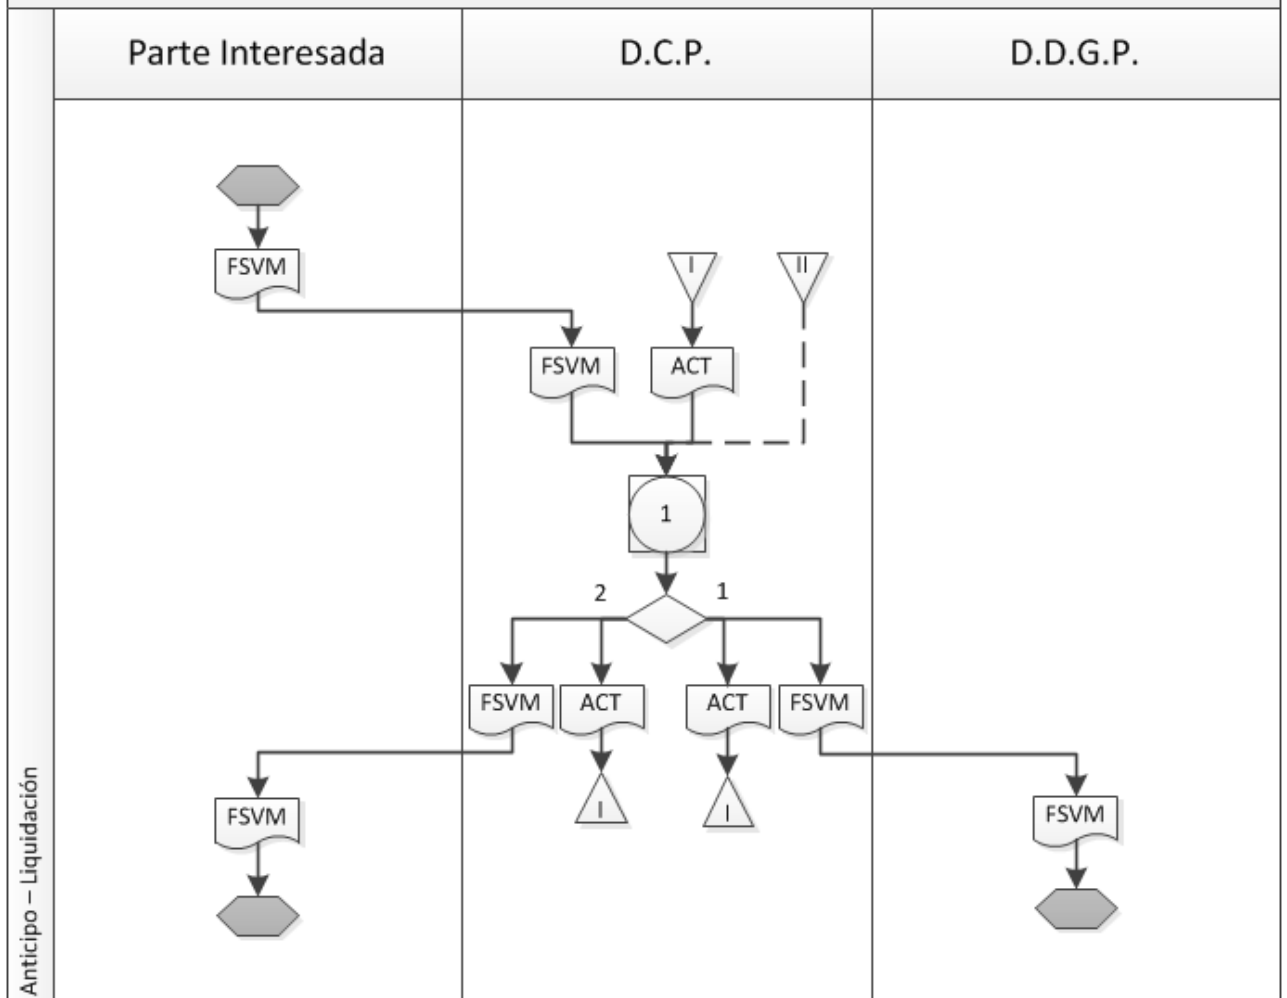 Parte Interesada
D.C.P.
D.D.G.P.
FSVM
I
II
FSVM
ACT
1
2
1
FSVM
ACT
ACT
FSVM
FSVM
I
I
FSVM
Anticipo – Liquidación